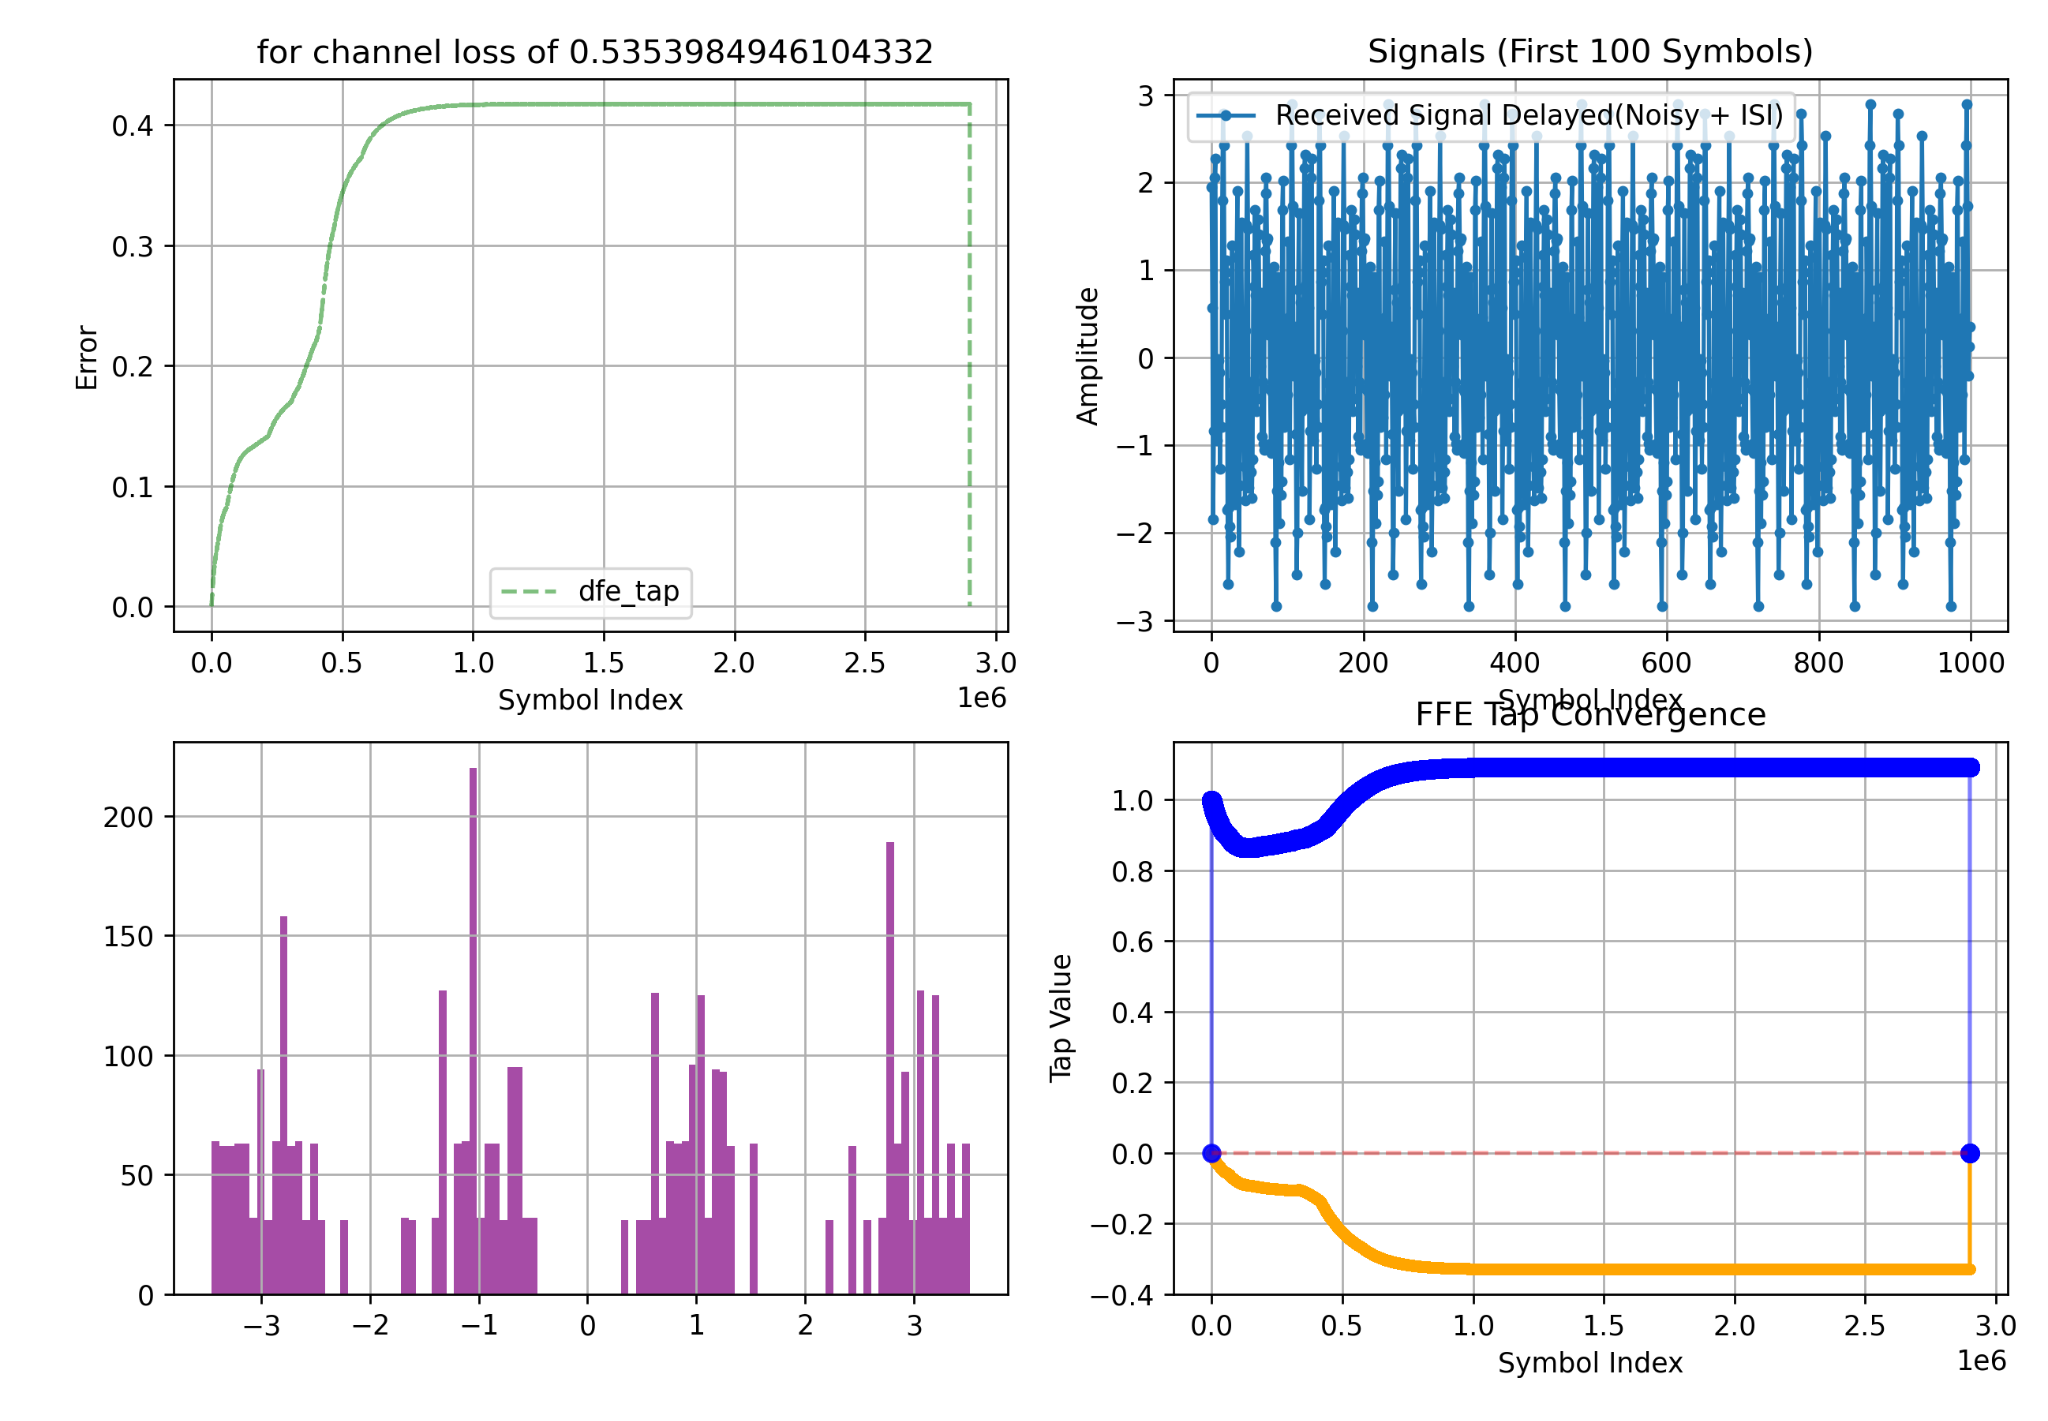 for channel loss of 0.5353984946104332
Error
0.4
0.3
0.2
0.1
0.0
dfe_tap
0.0 0.5 1.0 1.5 2.0 2.5 3.0
1e6
Symbol Index
Signals (First 100 Symbols)
Received Signal Delayed(Noisy + ISI)
Amplitude
3
2
1
0
−1
−2
−3
0 200 400 600 800 1000
Symbol Index
200
150
100
50
0
−3 −2 −1 0 1 2 3
FFE Tap Convergence
Tap Value
1.0
0.8
0.6
0.4
0.2
0.0
−0.2
−0.4
0.0 0.5 1.0 1.5 2.0 2.5 3.0
1e6
Symbol Index